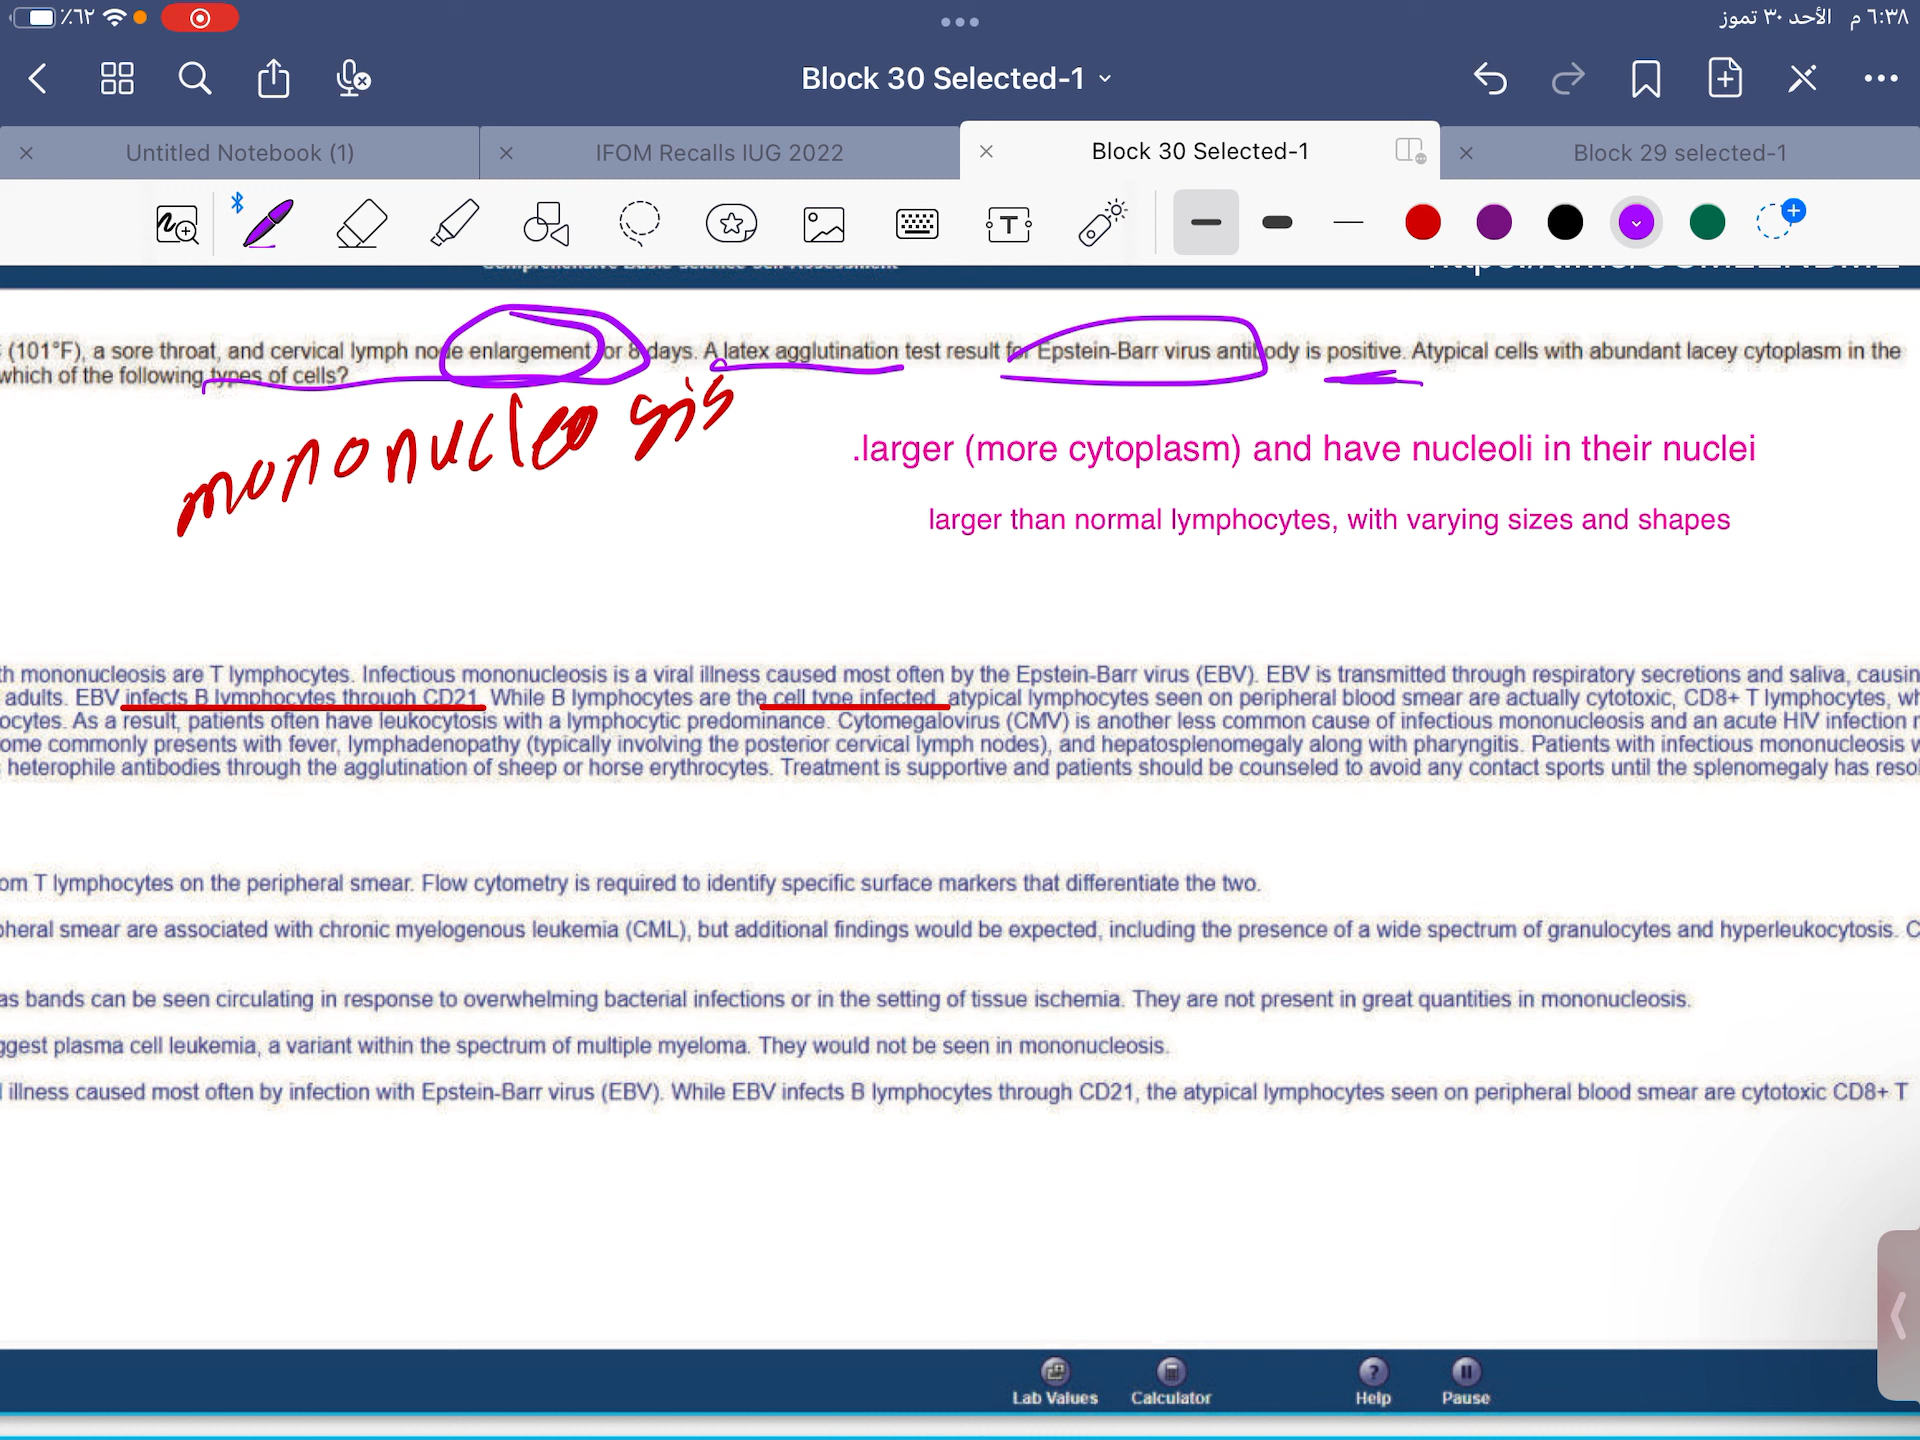 ٪٦٢
٦:٣٨ م الأحد ٣٠ تموز
Block 30 Selected-1
Untitled Notebook (1)
IFOM Recalls IUG 2022
Block 30 Selected-1
Block 29 selected-1
T
(101°F), a sore throat, and cervical lymph node enlargement for 8 days. A latex agglutination test result for Epstein-Barr virus antibody is positive. Atypical cells with abundant lacey cytoplasm in the
which of the following types of cells?
mononucleosis
.larger (more cytoplasm) and have nucleoli in their nuclei
larger than normal lymphocytes, with varying sizes and shapes
th mononucleosis are T lymphocytes. Infectious mononucleosis is a viral illness caused most often by the Epstein-Barr virus (EBV). EBV is transmitted through respiratory secretions and saliva, causin
adults. EBV infects B lymphocytes through CD21. While B lymphocytes are the cell type infected, atypical lymphocytes seen on peripheral blood smear are actually cytotoxic, CD8+ T lymphocytes, wh
ocytes. As a result, patients often have leukocytosis with a lymphocytic predominance. Cytomegalovirus (CMV) is another less common cause of infectious mononucleosis and an acute HIV infection
ome commonly presents with fever, lymphadenopathy (typically involving the posterior cervical lymph nodes), and hepatosplenomegaly along with pharyngitis. Patients with infectious mononucleosis
heterophile antibodies through the agglutination of sheep or horse erythrocytes. Treatment is supportive and patients should be counseled to avoid any contact sports until the splenomegaly has resol
om T lymphocytes on the peripheral smear. Flow cytometry is required to identify specific surface markers that differentiate the two.
pheral smear are associated with chronic myelogenous leukemia (CML), but additional findings would be expected, including the presence of a wide spectrum of granulocytes and hyperleukocytosis. C
as bands can be seen circulating in response to overwhelming bacterial infections or in the setting of tissue ischemia. They are not present in great quantities in mononucleosis.
ggest plasma cell leukemia, a variant within the spectrum of multiple myeloma. They would not be seen in mononucleosis.
illness caused most often by infection with Epstein-Barr virus (EBV). While EBV infects B lymphocytes through CD21, the atypical lymphocytes seen on peripheral blood smear are cytotoxic CD8+ T
Lab Values
Calculator
Help
Pause